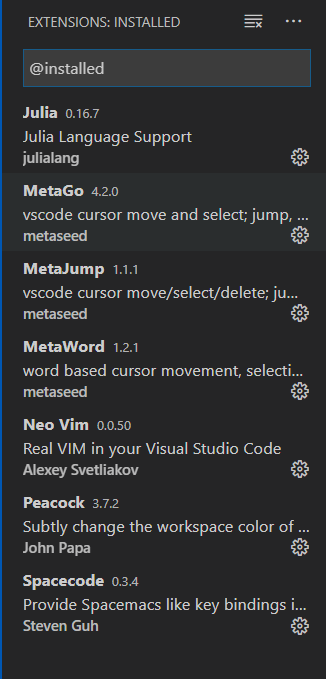 EXTENSIONS: INSTALLED
@installed
Julia 0.16.7
Julia Language Support
julialang
MetaGo 4.2.0
vscode cursor move and select; jump, ...
metaseed
MetaJump 1.1.1
vscode cursor move/select/delete; ju...
metaseed
MetaWord 1.2.1
word based cursor movement, selecti...
metaseed
Neo Vim 0.0.50
Real VIM in your Visual Studio Code
Alexey Svetliakov
Peacock 3.7.2
Subtly change the workspace color of ...
John Papa
Spacecode 0.3.4
Provide Spacemacs like key bindings i...
Steven Guh